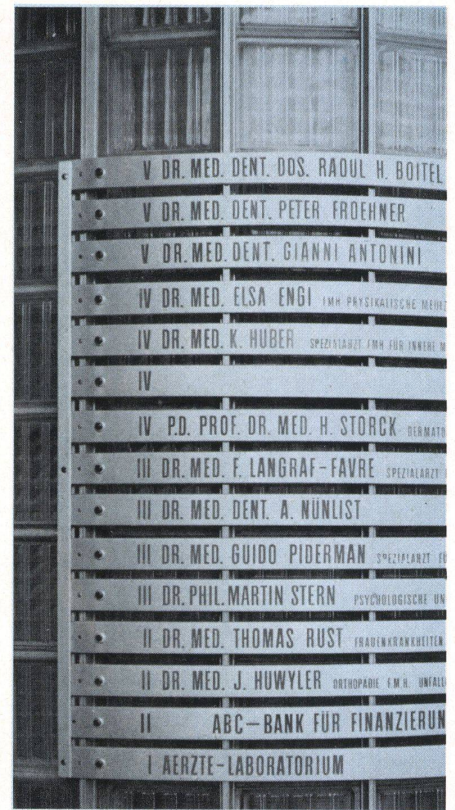 V DR. MED. DENT. DOS. RAOUL H. BOITEL
V DR. MED. DENT. PETER FROEHNER
V DR. MED. DENT. GIANNI ANTONINI
IV DR. MED. ELSA ENGI FMH PHYSIKALISCHE
IV DR. MED. K. HUBER SPEZIALARZT FMH FÜR INNERE
IV
IV P.D. PROF. DR. MED. H. STORCK
III DR. MED. F. LANGRAF-FAVRE SPEZIALARZT
III DR. MED. DENT. A. NÜNLIST
III DR. MED. GUIDO PIDERMAN SPEZIALARZT
III DR. PHIL. MARTIN STERN PSYCHOLOGISCHE
II DR. MED. THOMAS RUST FRAUENKRANKHEITEN
II DR. MED. J. HUWYLER ORTHOPÄDIE F.M.H.
II ABC-BANK FÜR FINANZIERUN
I AERZTE-LABORATORIUM